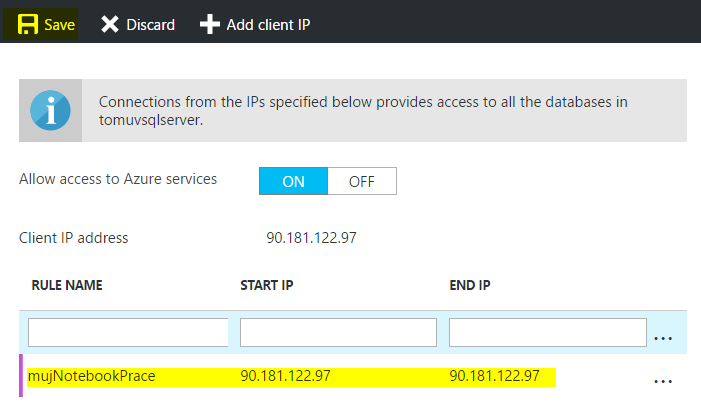 Save Discard Add client IP
Connections from the IPs specified below provides access to all the databases in
tomuvsqlserver.
Allow access to Azure services ON OFF
Client IP address 90.181.122.97
RULE NAME START IP END IP
...
mujNotebookPrace 90.181.122.97 90.181.122.97 ...